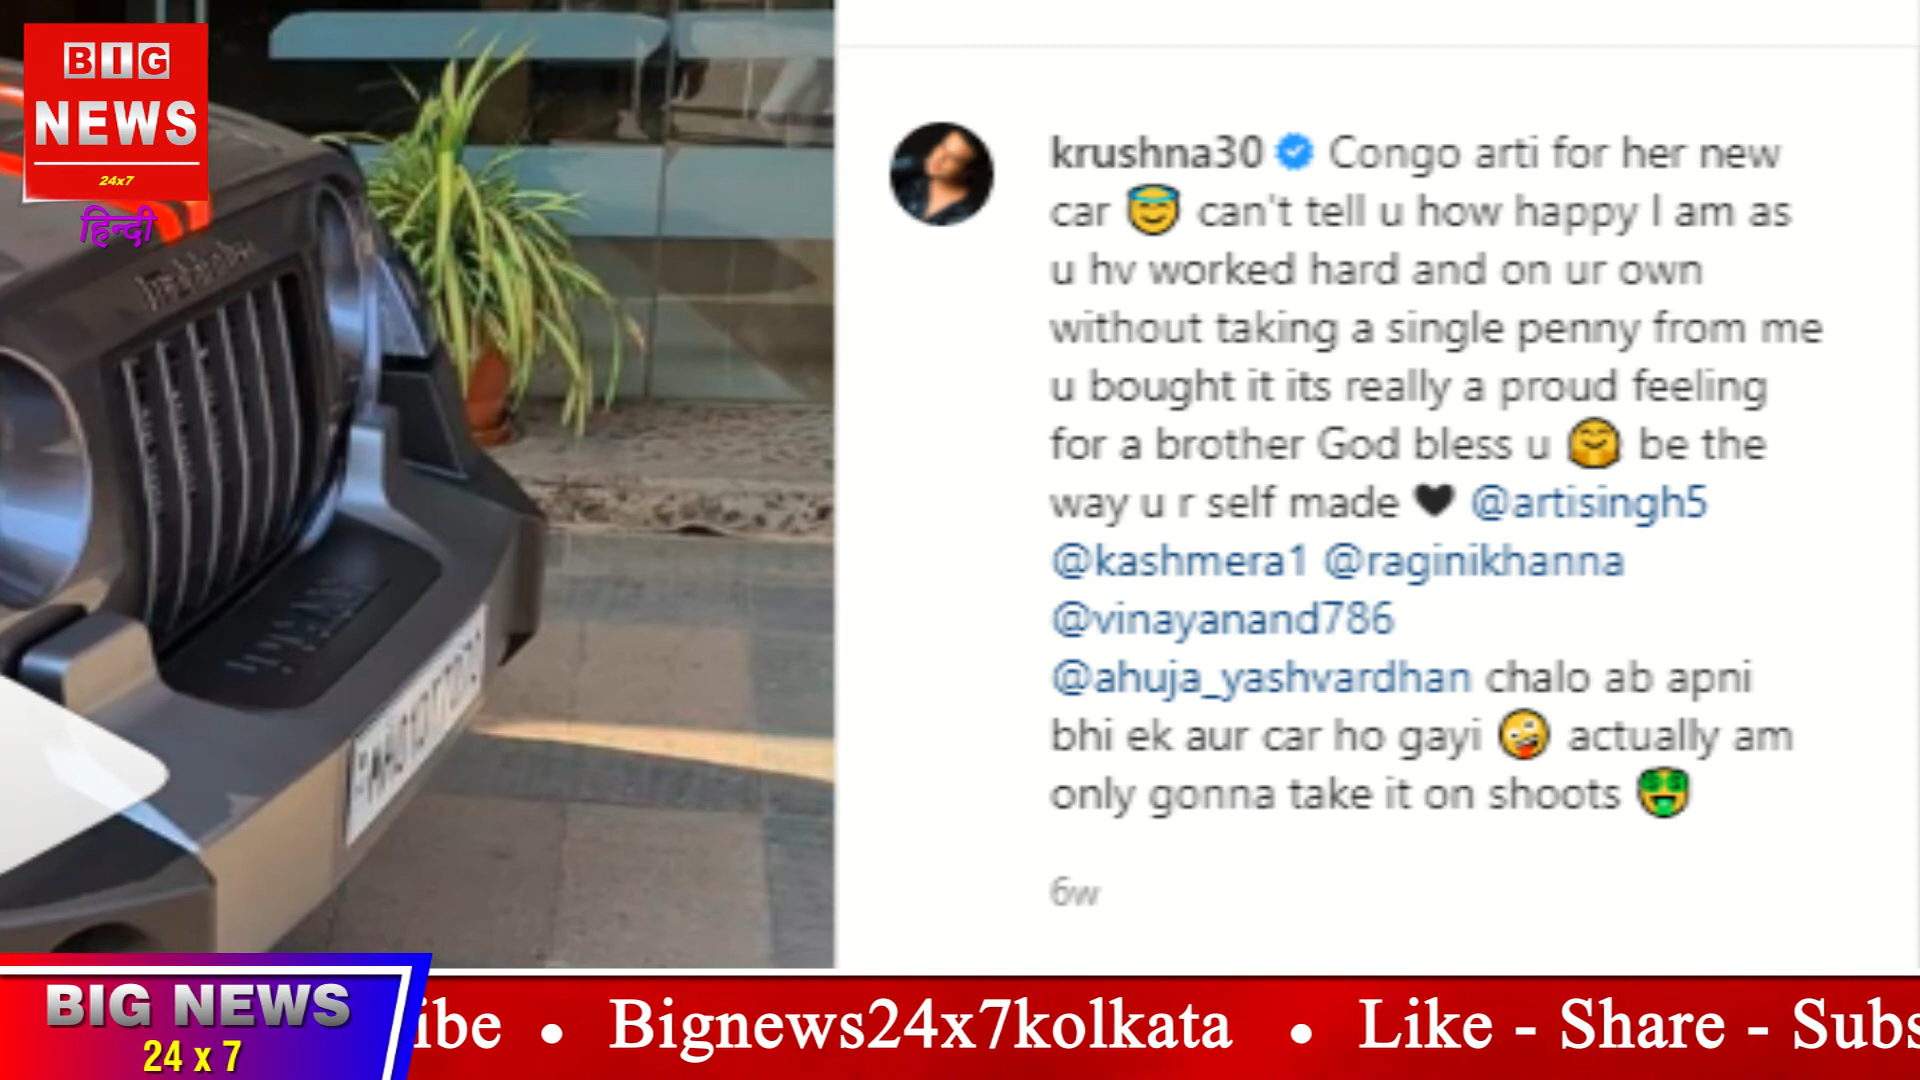 BIG
NEWS
24x7
हिन्दी
krushna30 Congo arti for her new
car 😇 can't tell u how happy I am as
u hv worked hard and on ur own
without taking a single penny from me
u bought it its really a proud feeling
for a brother God bless u 🤗 be the
way u r self made 🖤 @artisingh5
@kashmera1 @raginikhanna
@vinayanand786
@ahuja_yashvardhan chalo ab apni
bhi ek aur car ho gayi 🤪 actually am
only gonna take it on shoots 🤑
6w
BIG NEWS
24 x 7
ibe • Bignews24x7kolkata • Like - Share - Subs